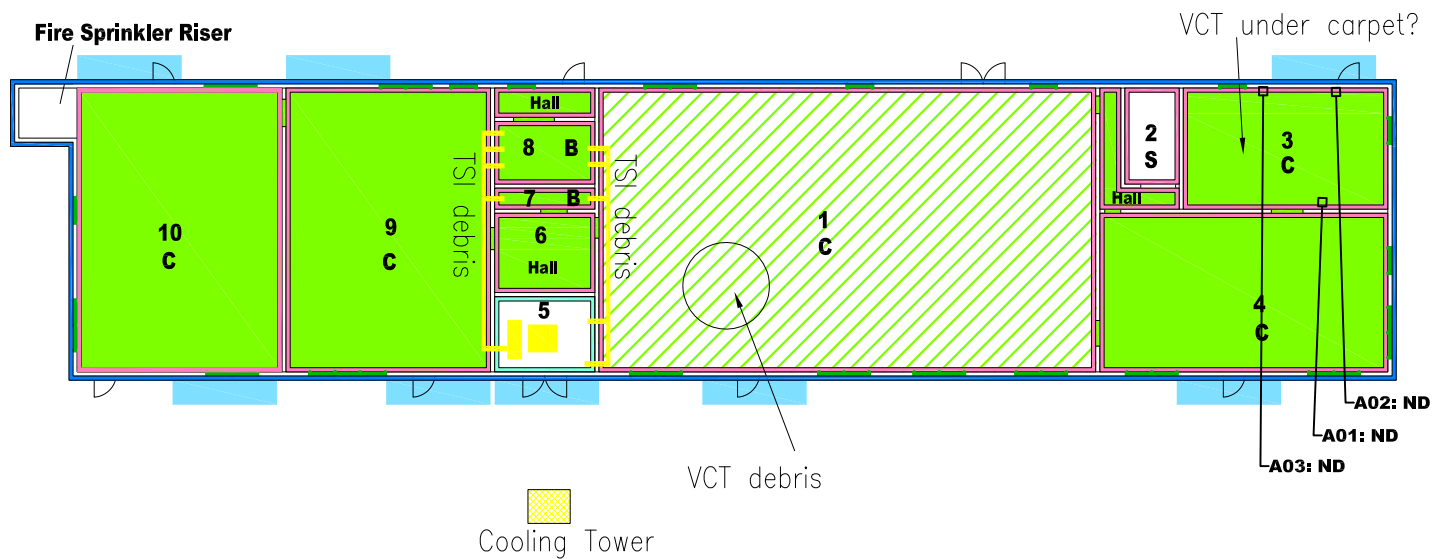 Fire Sprinkler Riser
VCT under carpet?
Hall
8 B
7 B
6
Hall
5
TSI debris
TSI debris
10
C
9
C
1
C
2
S
3
C
Hall
4
C
A02: ND
A01: ND
A03: ND
VCT debris
Cooling Tower